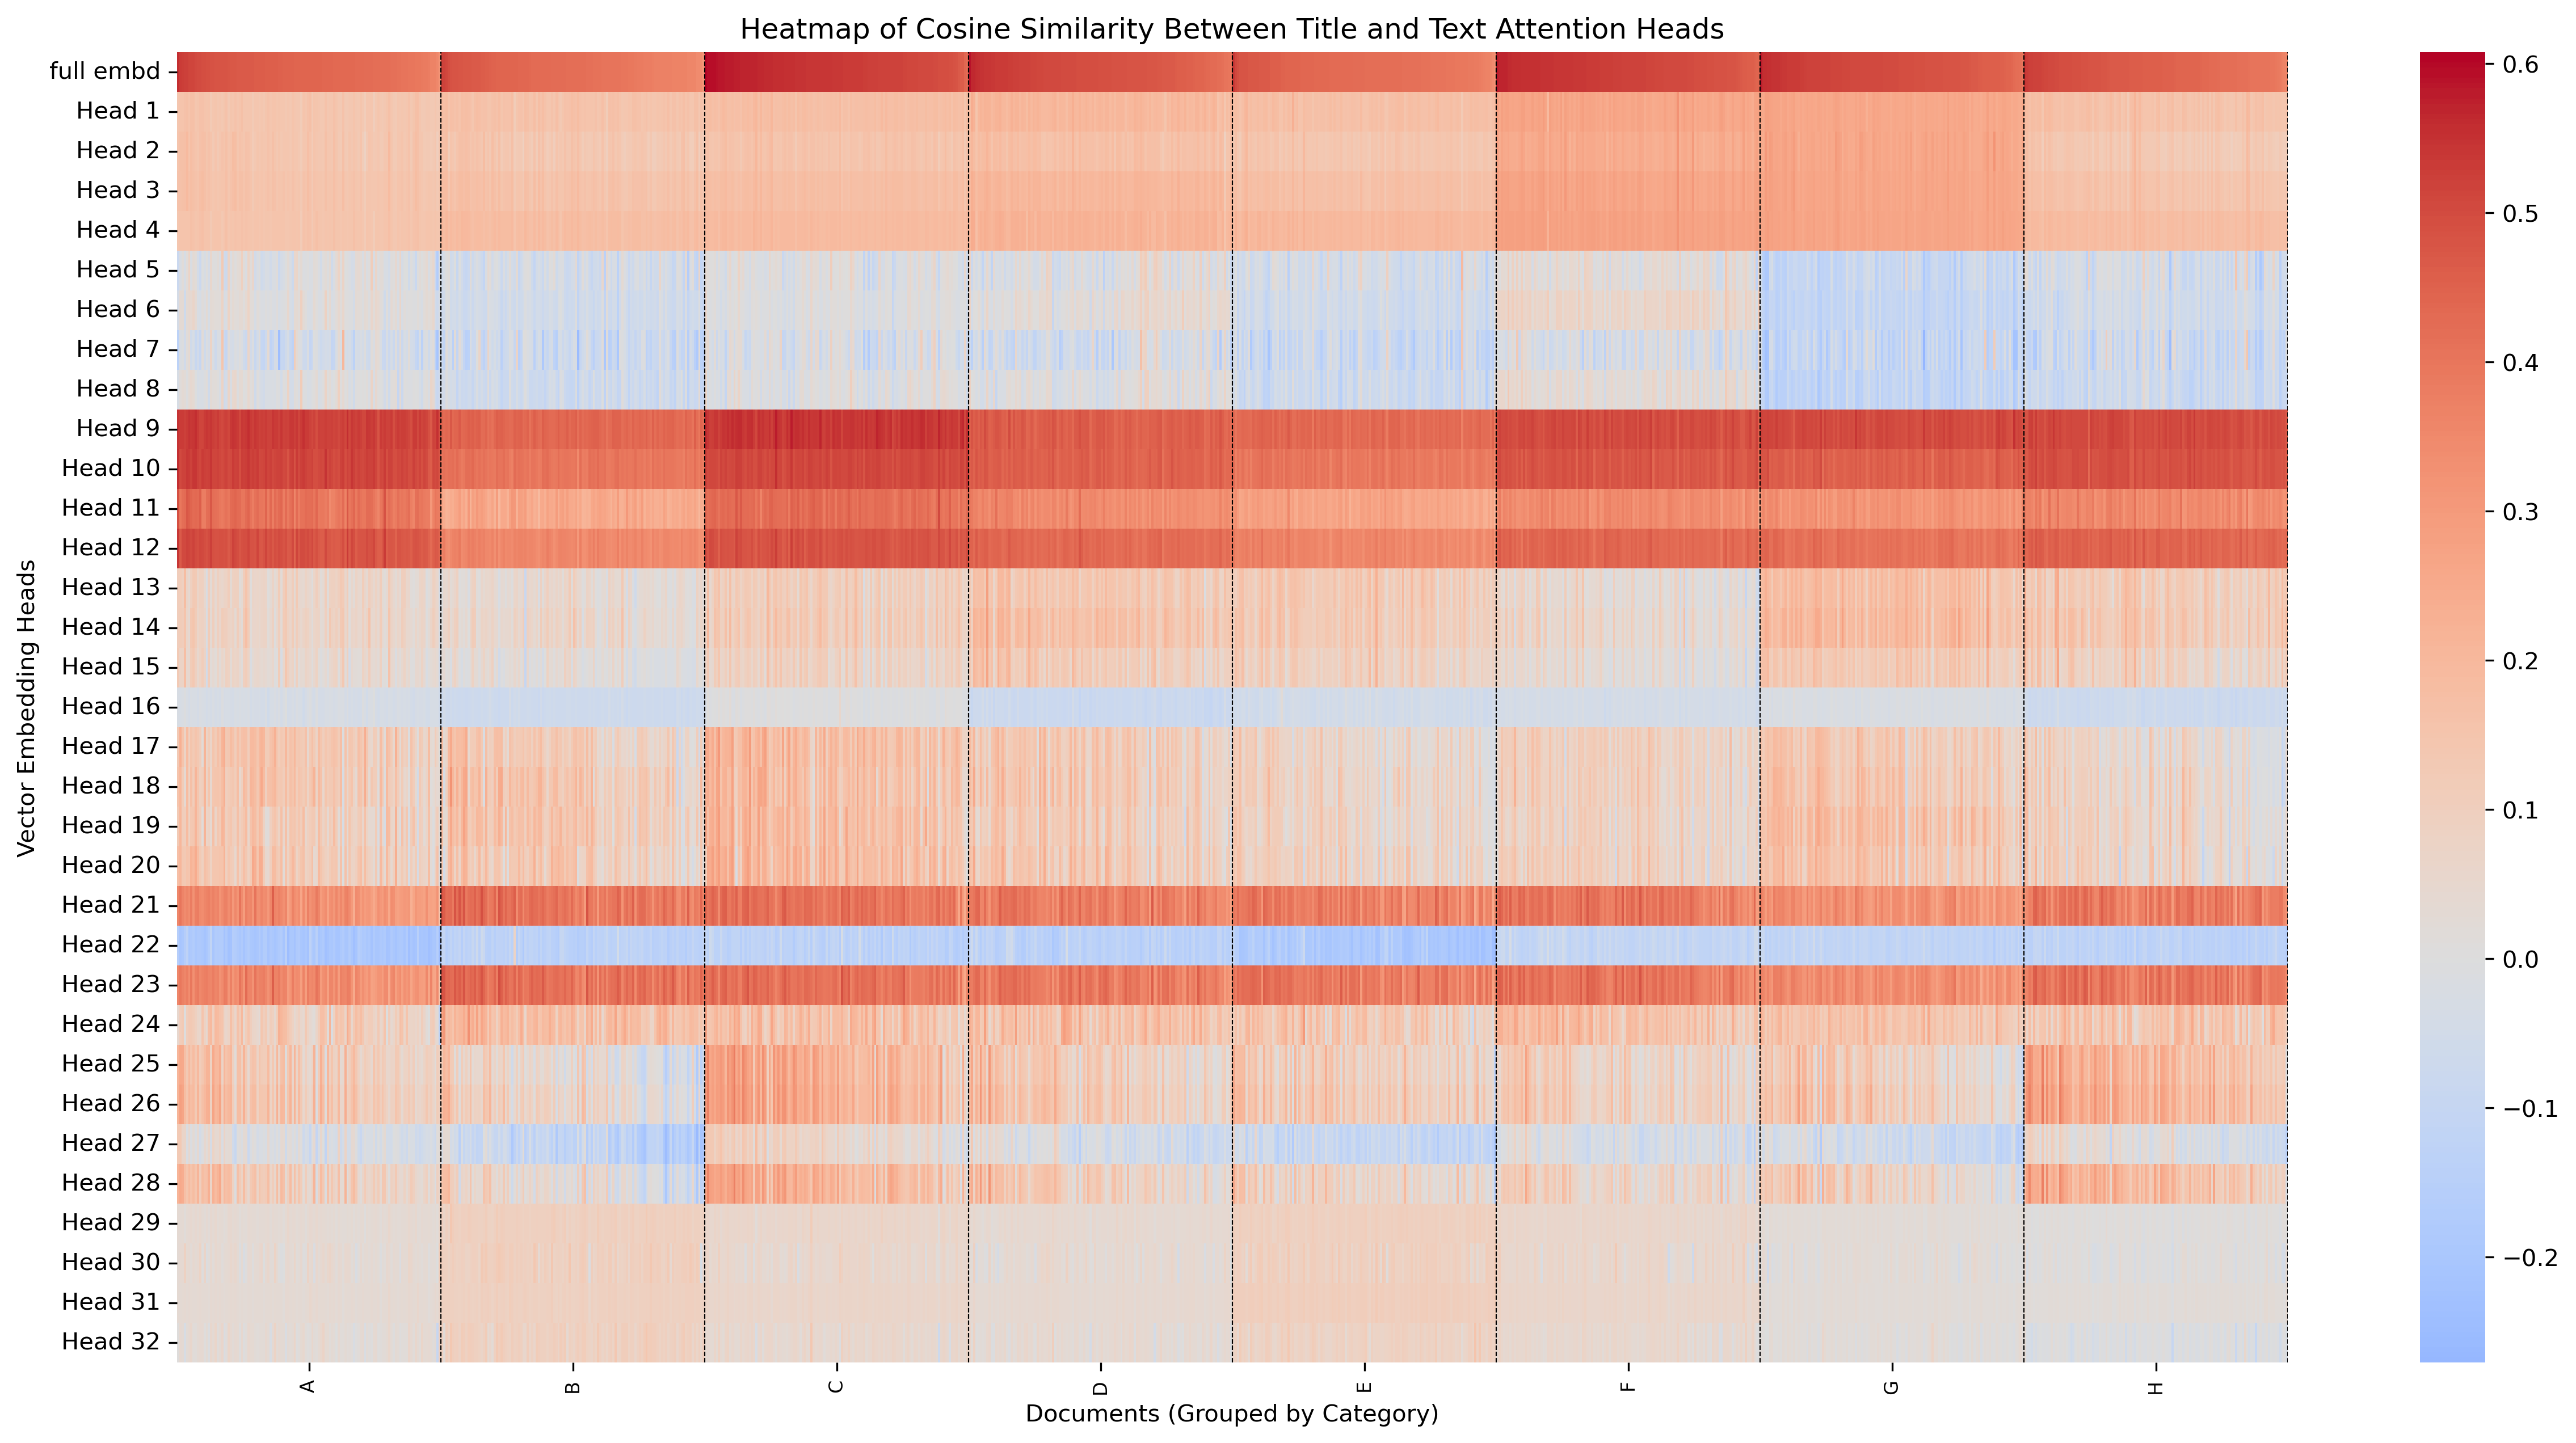 Heatmap of Cosine Similarity Between Title and Text Attention Heads
Vector Embedding Heads
full embd
Head 1
Head 2
Head 3
Head 4
Head 5
Head 6
Head 7
Head 8
Head 9
Head 10
Head 11
Head 12
Head 13
Head 14
Head 15
Head 16
Head 17
Head 18
Head 19
Head 20
Head 21
Head 22
Head 23
Head 24
Head 25
Head 26
Head 27
Head 28
Head 29
Head 30
Head 31
Head 32
A
B
C
D
E
F
G
H
Documents (Grouped by Category)
0.6
0.5
0.4
0.3
0.2
0.1
0.0
−0.1
−0.2